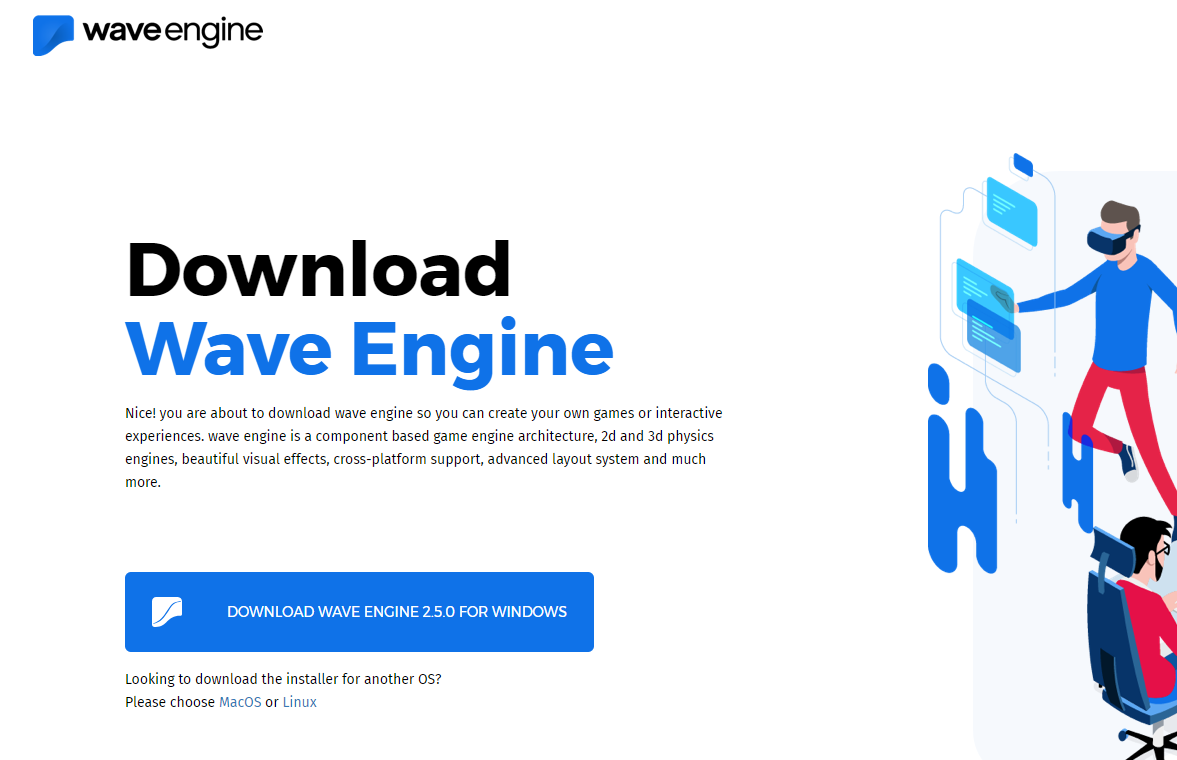 wave engine
Download
Wave Engine
Nice! you are about to download wave engine so you can create your own games or interactive
experiences. wave engine is a component based game engine architecture, 2d and 3d physics
engines, beautiful visual effects, cross-platform support, advanced layout system and much
more.
DOWNLOAD WAVE ENGINE 2.5.0 FOR WINDOWS
Looking to download the installer for another OS?
Please choose MacOS or Linux